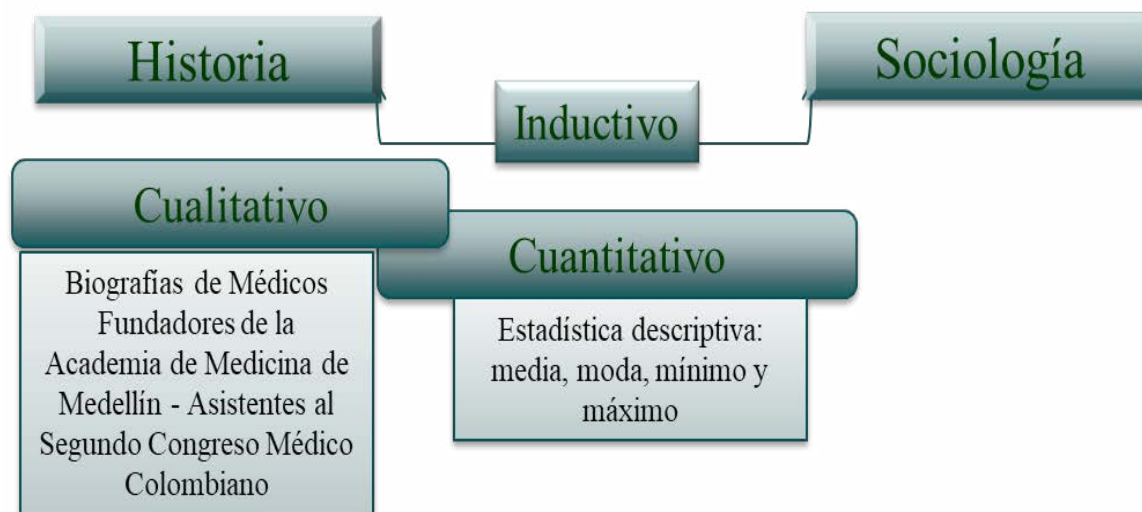 Historia
Sociología
Inductivo
Cualitativo
Cuantitativo
Biografías de Médicos
Fundadores de la
Academia de Medicina de
Medellín - Asistentes al
Segundo Congreso Médico
Colombiano
Estadística descriptiva:
media, moda, mínimo y
máximo